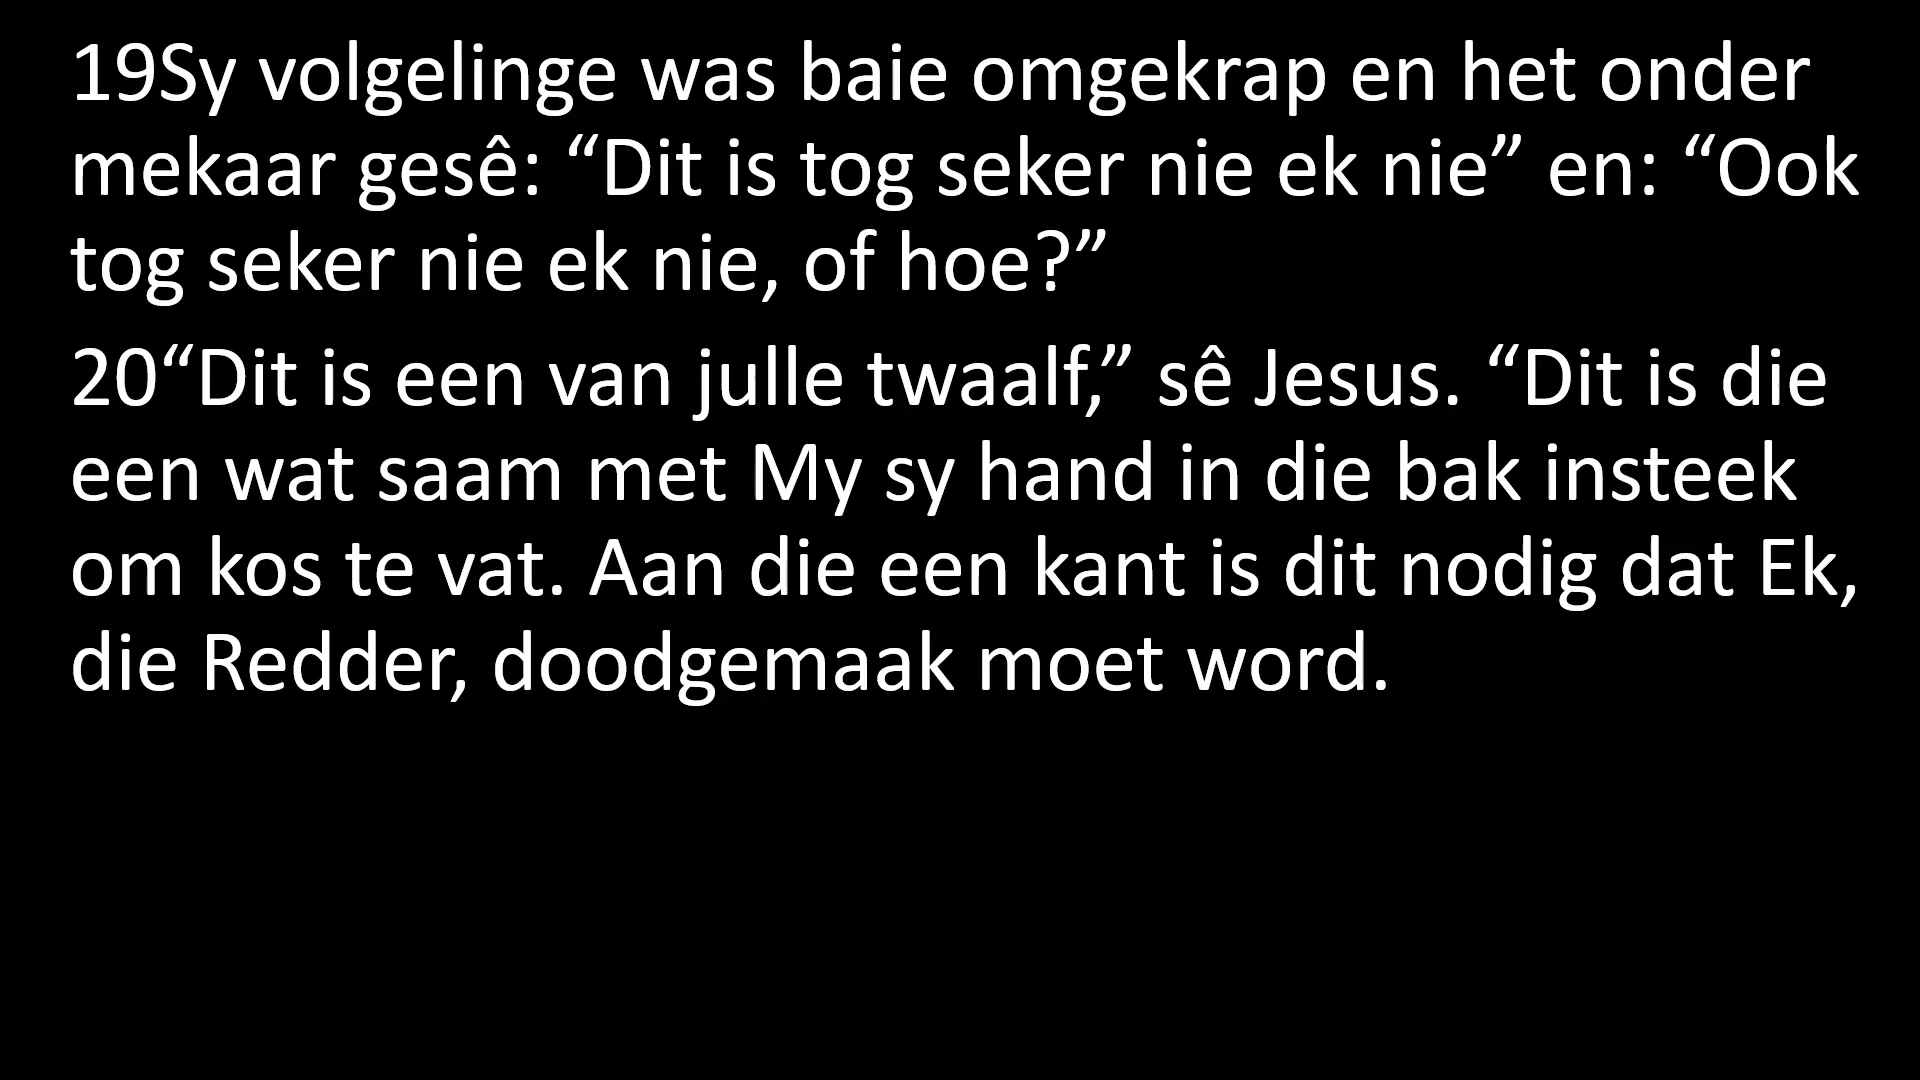 19Sy volgelinge was baie omgekrap en het onder
mekaar gesê: “Dit is tog seker nie ek nie” en: “Ook
tog seker nie ek nie, of hoe?”
20“Dit is een van julle twaalf,” sê Jesus. “Dit is die
een wat saam met My sy hand in die bak insteek
om kos te vat. Aan die een kant is dit nodig dat Ek,
die Redder, doodgemaak moet word.